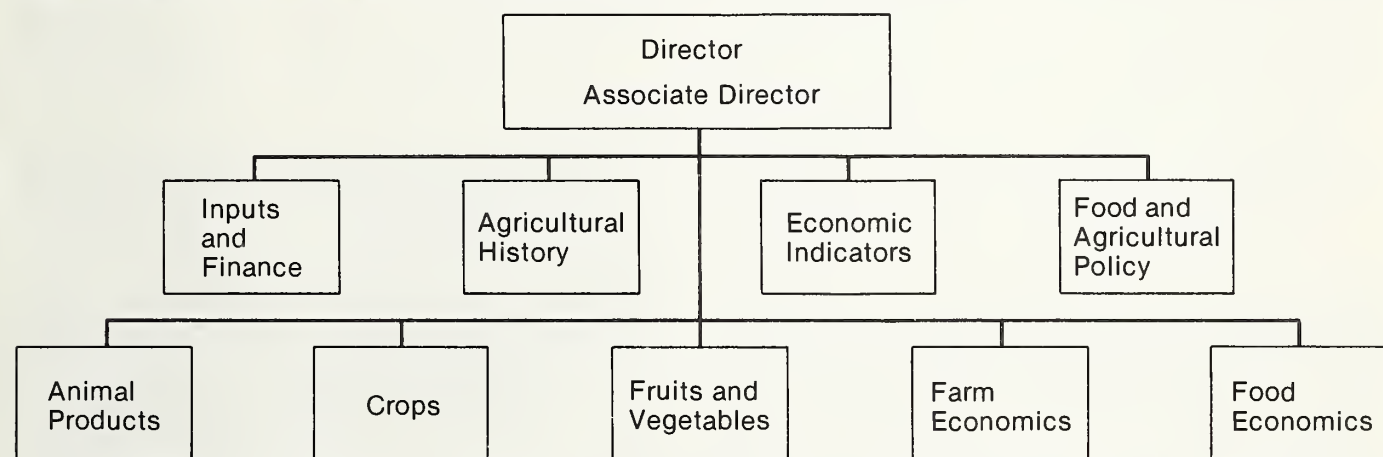 Director
Associate Director
Inputs
and
Finance
Agricultural
History
Economic
Indicators
Food and
Agricultural
Policy
Animal
Products
Crops
Fruits and
Vegetables
Farm
Economics
Food
Economics